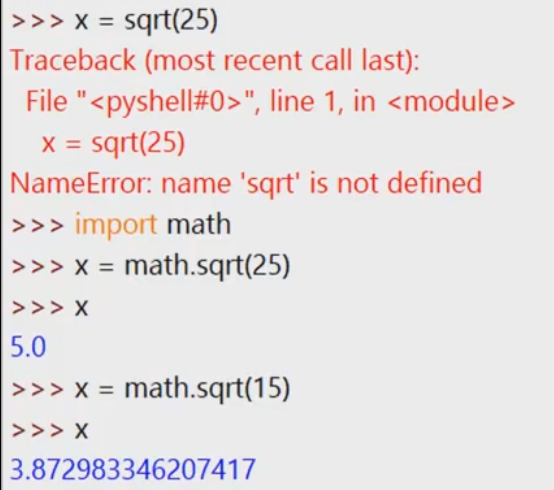 >>> x = sqrt(25)
Traceback (most recent call last):
  File "<pyshell#0>", line 1, in <module>
    x = sqrt(25)
NameError: name 'sqrt' is not defined
>>> import math
>>> x = math.sqrt(25)
>>> x
5.0
>>> x = math.sqrt(15)
>>> x
3.872983346207417